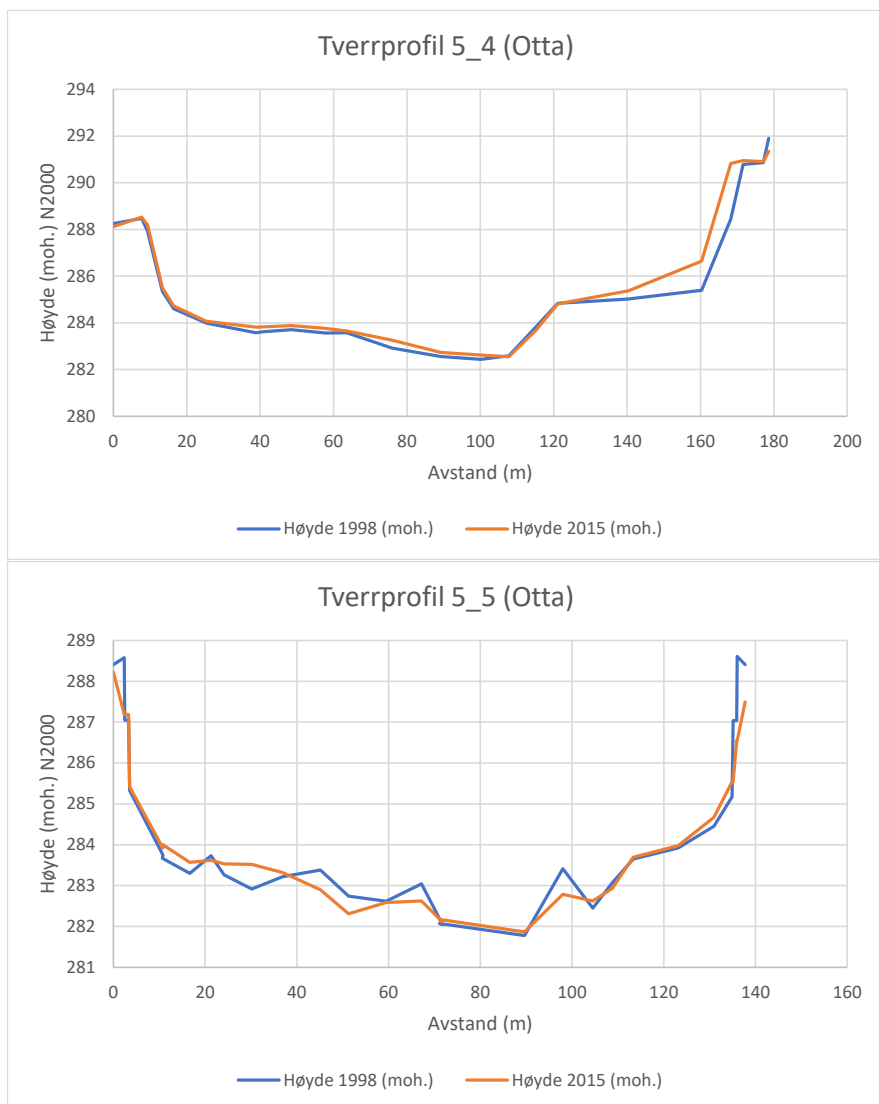 Tverrprofil 5_4 (Otta)
294
292
290
288
286
284
282
280
Høyde (moh.) N2000
0 20 40 60 80 100 120 140 160 180 200
Avstand (m)
Høyde 1998 (moh.) Høyde 2015 (moh.)
Tverrprofil 5_5 (Otta)
289
288
287
286
285
284
283
282
281
Høyde (moh.) N2000
0 20 40 60 80 100 120 140 160
Avstand (m)
Høyde 1998 (moh.) Høyde 2015 (moh.)